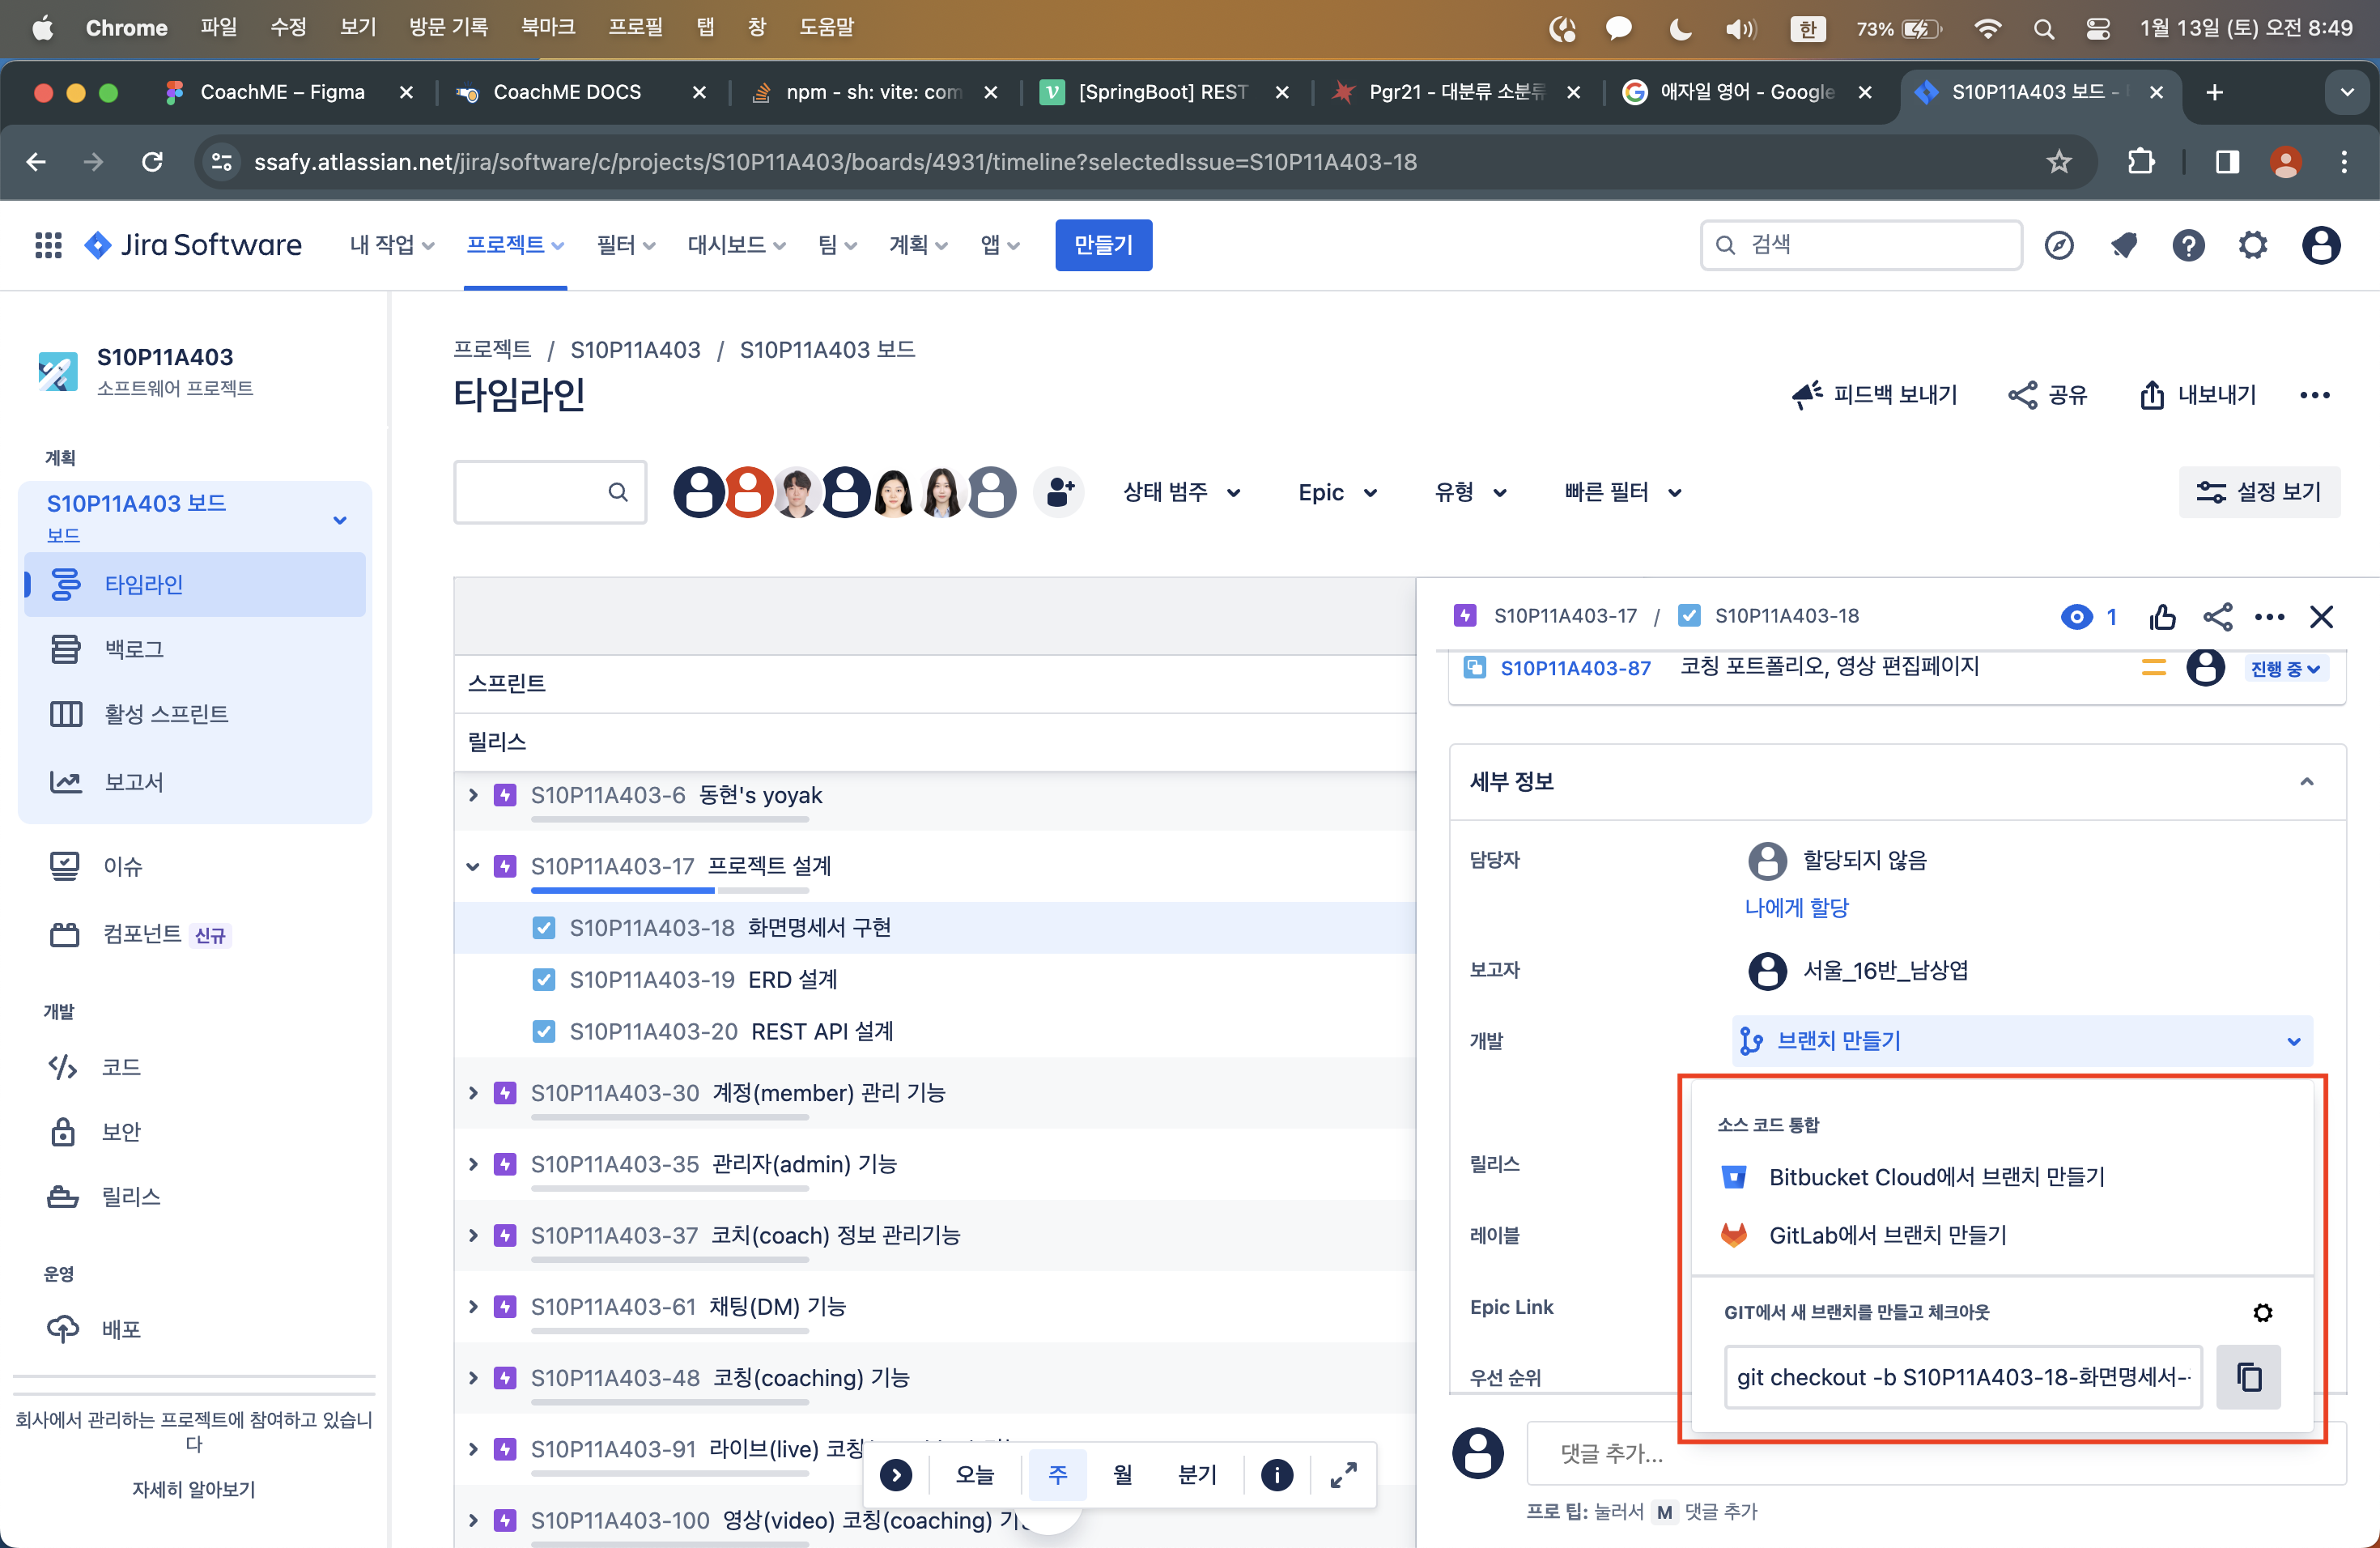 Chrome 파일 수정 보기 방문 기록 북마크 프로필 탭 창 도움말
한 73% 1월 13일 (토) 오전 8:49
CoachME – Figma
CoachME DOCS
npm - sh: vite: com
[SpringBoot] REST
Pgr21 - 대분류 소분류
애자일 영어 - Google
S10P11A403 보드 -
ssafy.atlassian.net/jira/software/c/projects/S10P11A403/boards/4931/timeline?selectedIssue=S10P11A403-18
Jira Software 내 작업 프로젝트 필터 대시보드 팀 계획 앱 만들기 검색
S10P11A403
소프트웨어 프로젝트
계획
S10P11A403 보드
보드
타임라인
백로그
활성 스프린트
보고서
이슈
컴포넌트 신규
개발
코드
보안
릴리스
운영
배포
회사에서 관리하는 프로젝트에 참여하고 있습니
다
자세히 알아보기
프로젝트 / S10P11A403 / S10P11A403 보드
타임라인
피드백 보내기 공유 내보내기
상태 범주 Epic 유형 빠른 필터 설정 보기
스프린트
릴리스
S10P11A403-6 동현's yoyak
S10P11A403-17 프로젝트 설계
S10P11A403-18 화면명세서 구현
S10P11A403-19 ERD 설계
S10P11A403-20 REST API 설계
S10P11A403-30 계정(member) 관리 기능
S10P11A403-35 관리자(admin) 기능
S10P11A403-37 코치(coach) 정보 관리기능
S10P11A403-61 채팅(DM) 기능
S10P11A403-48 코칭(coaching) 기능
S10P11A403-91 라이브(live) 코칭
S10P11A403-100 영상(video) 코칭(coaching)
오늘 주 월 분기
S10P11A403-17 / S10P11A403-18 1
S10P11A403-87 코칭 포트폴리오, 영상 편집페이지 진행 중
세부 정보
담당자 할당되지 않음
나에게 할당
보고자 서울_16반_남상엽
개발 브랜치 만들기
릴리스
레이블
Epic Link
우선 순위
소스 코드 통합
Bitbucket Cloud에서 브랜치 만들기
GitLab에서 브랜치 만들기
GIT에서 새 브랜치를 만들고 체크아웃
git checkout -b S10P11A403-18-화면명세서-
댓글 추가...
프로 팁: 눌러서 M 댓글 추가